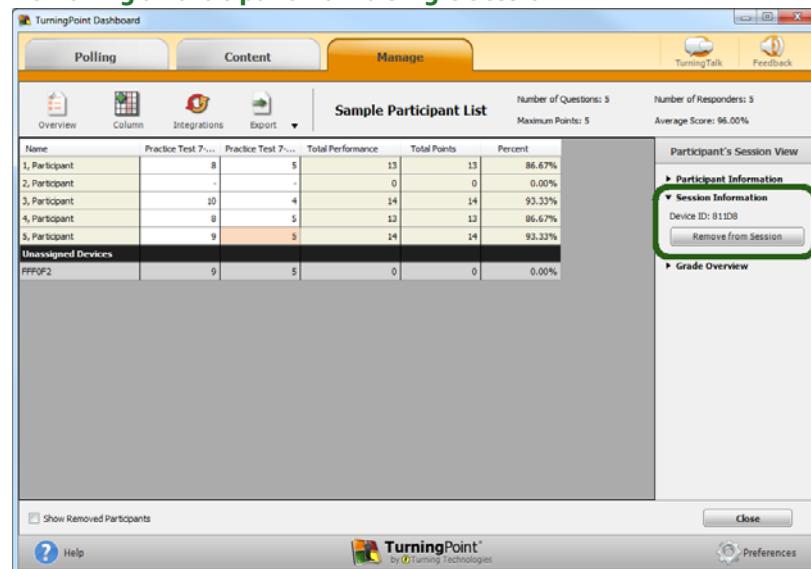 TurningPoint Dashboard
Polling
Content
Manage
TurningTalk
Feedback
Overview
Column
Integrations
Export
Sample Participant List
Number of Questions: 5
Maximum Points: 5
Number of Responders: 5
Average Score: 96.00%
Name Practice Test 7-... Practice Test 7-... Total Performance Total Points Percent
1, Participant 8 5 13 13 86.67%
2, Participant - - 0 0 0.00%
3, Participant 10 4 14 14 93.33%
4, Participant 8 5 13 13 86.67%
5, Participant 9 5 14 14 93.33%
Unassigned Devices
FFF0F2 9 5 0 0 0.00%
Participant's Session View
Participant Information
Session Information
Device ID: 811D8
Remove from Session
Grade Overview
Show Removed Participants
Close
Help
TurningPoint
by Turning Technologies
Preferences